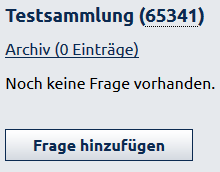 Testsammlung (65341)
Archiv (0 Einträge)
Noch keine Frage vorhanden.
Frage hinzufügen